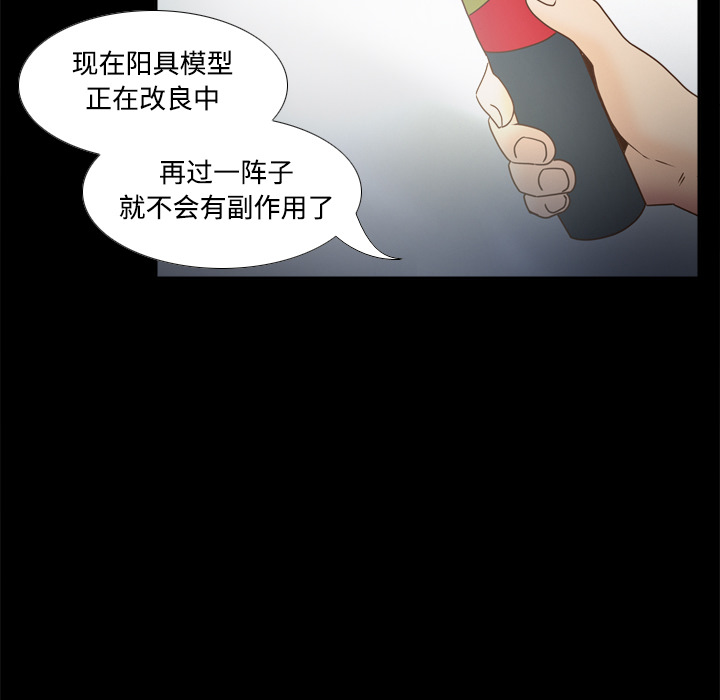 现在阳具模型
正在改良中
再过一阵子
就不会有副作用了